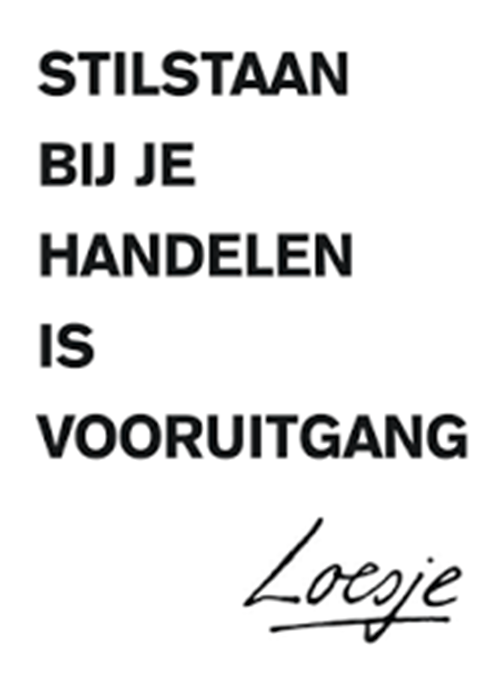 STILSTAAN
BIJ JE
HANDELEN
IS
VOORUITGANG
Loesje